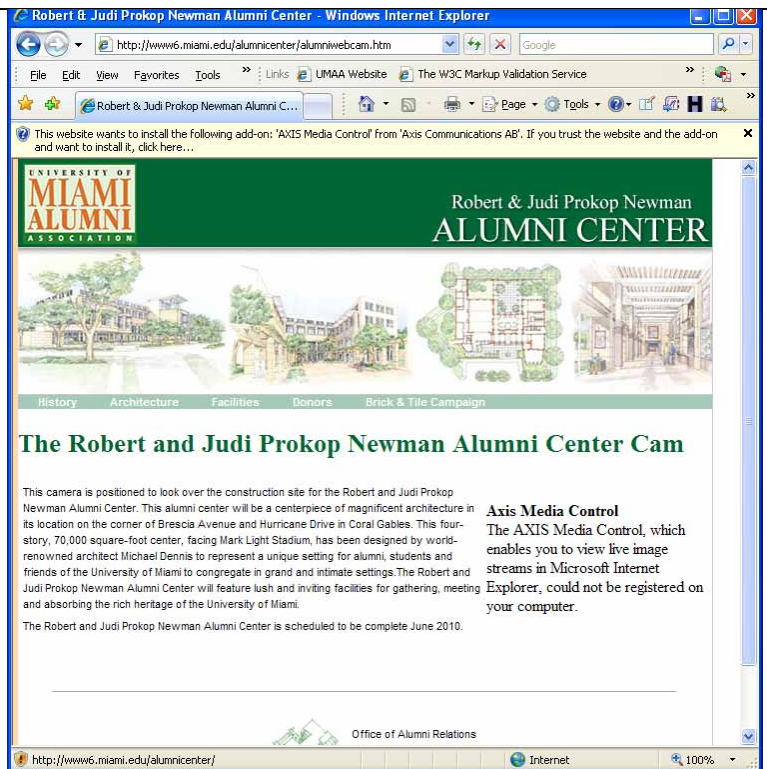 Robert & Judi Prokop Newman Alumni Center - Windows Internet Explorer
http://www6.miami.edu/alumnicenter/alumniwebcam.htm
Google
File Edit View Favorites Tools » Links UMAA Website The W3C Markup Validation Service »
Robert & Judi Prokop Newman Alumni C... Page Tools »
This website wants to install the following add-on: 'AXIS Media Control' from 'Axis Communications AB'. If you trust the website and the add-on
and want to install it, click here...
UNIVERSITY OF
MIAMI
ALUMNI
ASSOCIATION
Robert & Judi Prokop Newman
ALUMNI CENTER
History Architecture Facilities Donors Brick & Tile Campaign
The Robert and Judi Prokop Newman Alumni Center Cam
This camera is positioned to look over the construction site for the Robert and Judi Prokop
Newman Alumni Center. This alumni center will be a centerpiece of magnificent architecture in
its location on the corner of Brescia Avenue and Hurricane Drive in Coral Gables. This four-
story, 70,000 square-foot center, facing Mark Light Stadium, has been designed by world-
renowned architect Michael Dennis to represent a unique setting for alumni, students and
friends of the University of Miami to congregate in grand and intimate settings.The Robert and
Judi Prokop Newman Alumni Center will feature lush and inviting facilities for gathering, meeting
and absorbing the rich heritage of the University of Miami.
The Robert and Judi Prokop Newman Alumni Center is scheduled to be complete June 2010.
Axis Media Control
The AXIS Media Control, which
enables you to view live image
streams in Microsoft Internet
Explorer, could not be registered on
your computer.
Office of Alumni Relations
http://www6.miami.edu/alumnicenter/ Internet 100%